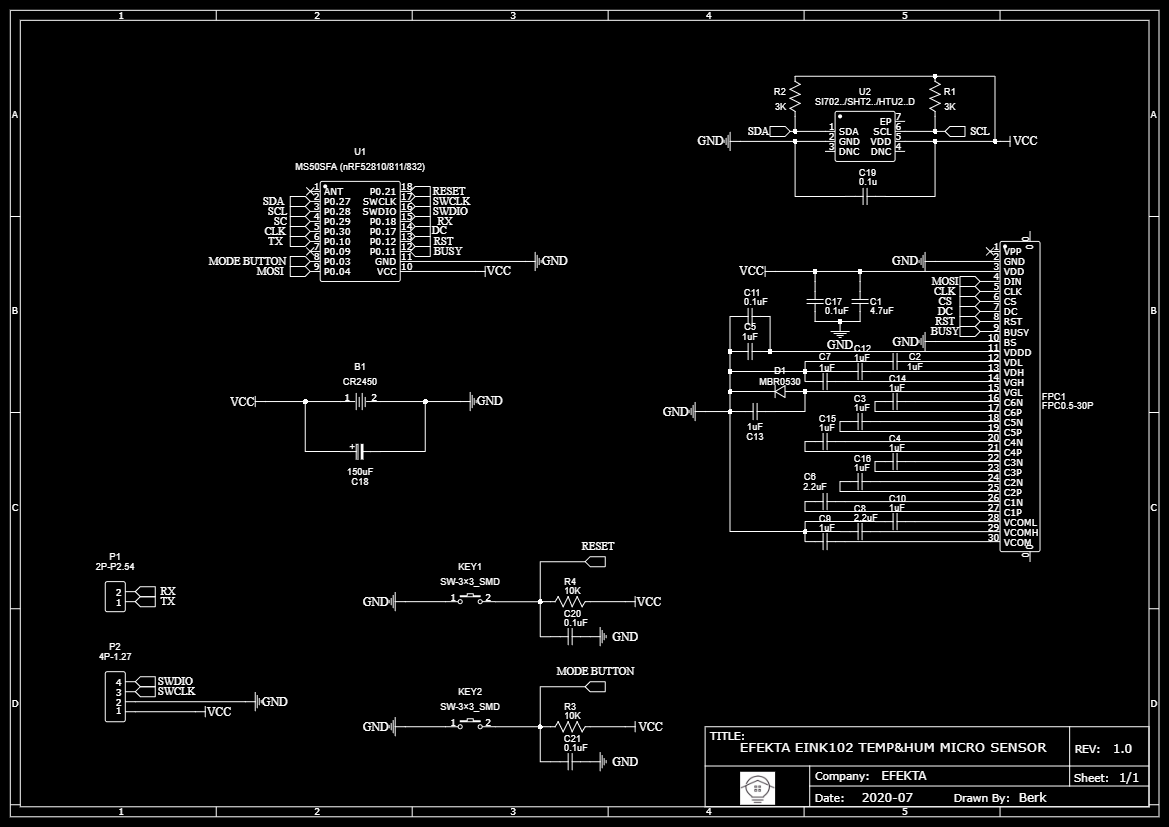 1 2 3 4 5
A
B
C
D
A
B
C
D
R2
3K
U2
SI702../SHT2../HTU2..D
R1
3K
SDA
SCL
GND
VCC
1 SDA
2 GND
3 DNC
EP 7
SCL 6
VDD 5
DNC 4
C19
0.1u
U1
MS50SFA (nRF52810/811/832)
1 ANT
SDA 2 P0.27
SCL 3 P0.28
SC 4 P0.29
CLK 5 P0.30
TX 6 P0.10
7 P0.09
MODE BUTTON 8 P0.03
MOSI 9 P0.04
P0.21 18 RESET
SWCLK 17 SWCLK
SWDIO 16 SWDIO
P0.18 15 RX
P0.17 14 DC
P0.12 13 RST
P0.11 12 BUSY
GND 11 GND
VCC 10 VCC
B1
CR2450
VCC 1 2 GND
+
150uF
C18
VCC
C11
0.1uF
C5
1uF
C17
0.1uF
C1
4.7uF
GND
GND
GND
MOSI
CLK
CS
DC
RST
BUSY
C7
1uF
C12
1uF
C2
1uF
D1
MBR0530
C14
1uF
C3
1uF
GND
1uF
C13
C15
1uF
C4
1uF
C16
1uF
C6
2.2uF
C10
1uF
C8
2.2uF
C9
1uF
0
1 VPP
2 GND
3 VDD
4 DIN
5 CLK
6 CS
7 DC
8 RST
9 BUSY
10 BS
11 VDDD
12 VDL
13 VDH
14 VGH
15 VGL
16 C6N
17 C6P
18 C5N
19 C5P
20 C4N
21 C4P
22 C3N
23 C3P
24 C2N
25 C2P
26 C1N
27 C1P
28 VCOML
29 VCOMH
30 VCOM
0
0
FPC1
FPC0.5-30P
P1
2P-P2.54
2 RX
1 TX
P2
4P-1.27
4 SWDIO
3 SWCLK
2 GND
1 VCC
RESET
KEY1
SW-3×3_SMD
GND 1 2
R4
10K
VCC
C20
0.1uF
GND
MODE BUTTON
KEY2
SW-3×3_SMD
GND 1 2
R3
10K
VCC
C21
0.1uF
GND
TITLE:
EFEKTA EINK102 TEMP&HUM MICRO SENSOR
REV: 1.0
Company: EFEKTA
Sheet: 1/1
Date: 2020-07 Drawn By: Berk
1 2 3 4 5